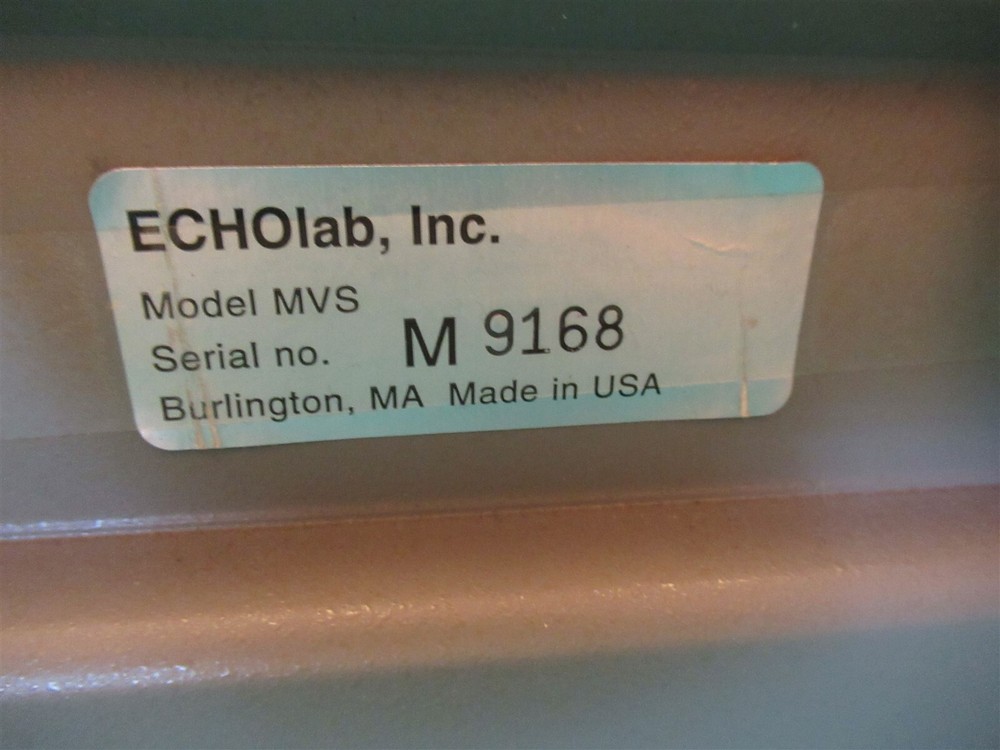 ECHOlab, Inc.
Model MVS
Serial no. M 9168
Burlington, MA Made in USA